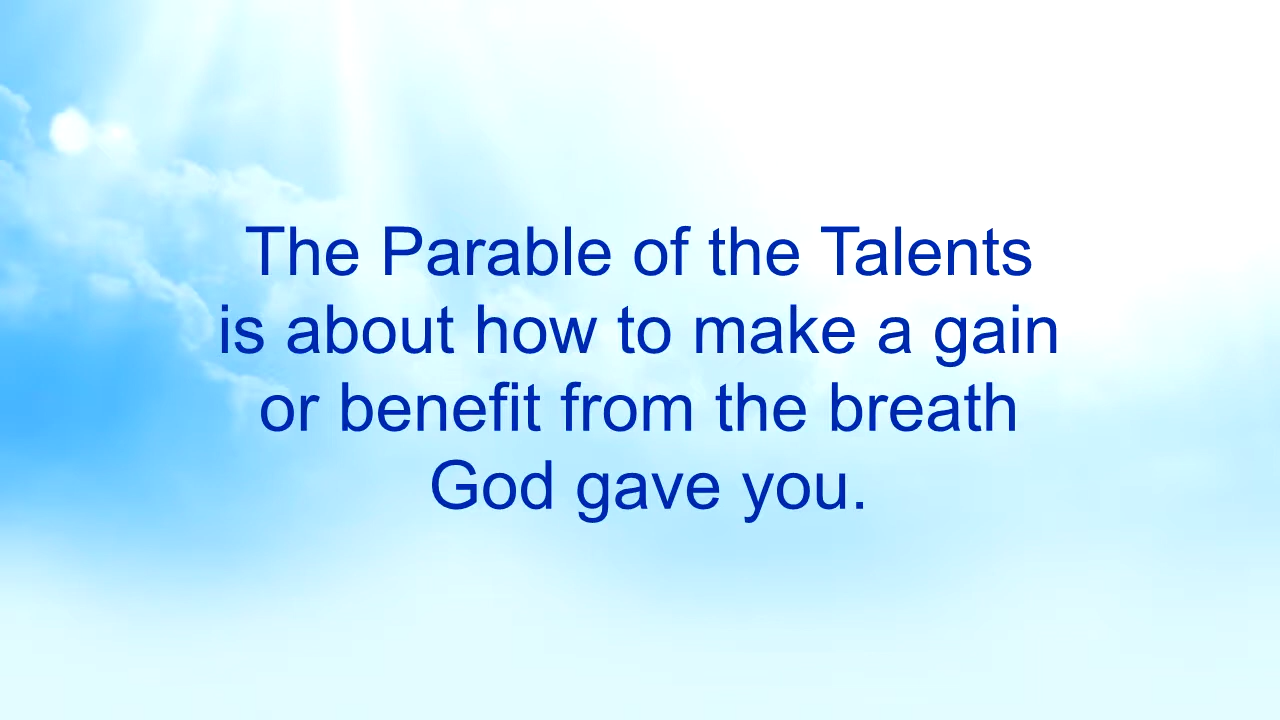 The Parable of the Talents
is about how to make a gain
or benefit from the breath
God gave you.